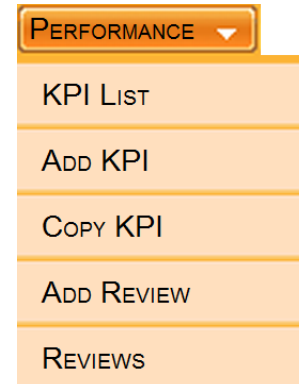 Performance
KPI List
Add KPI
Copy KPI
Add Review
Reviews